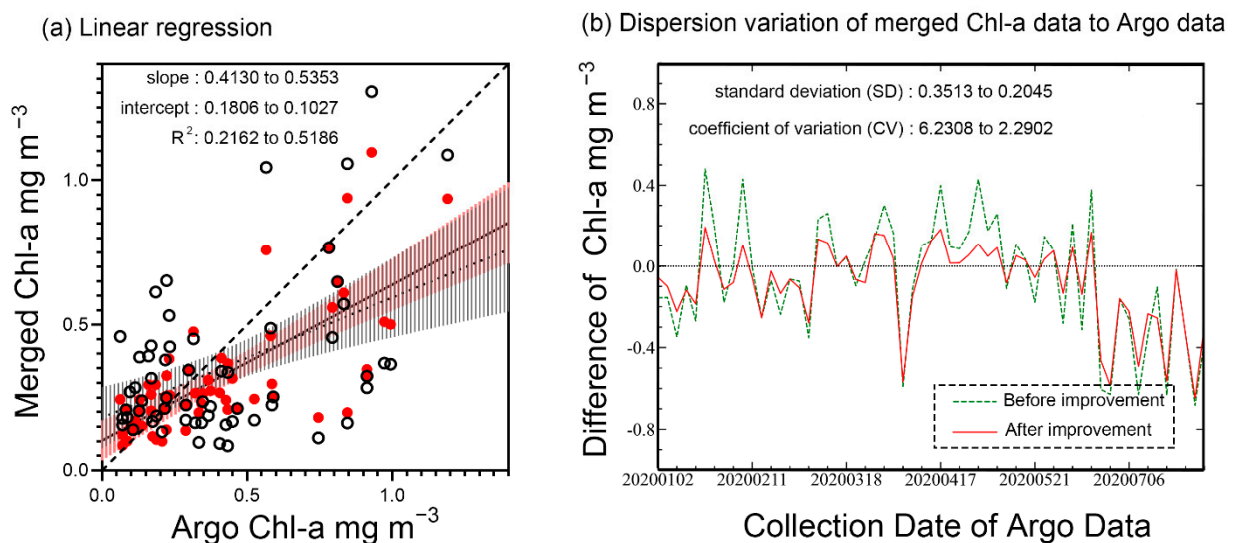 (a) Linear regression
slope : 0.4130 to 0.5353
intercept : 0.1806 to 0.1027
R² : 0.2162 to 0.5186
Merged Chl-a mg m⁻³
1.0
0.5
0.0
0.0 0.5 1.0
Argo Chl-a mg m⁻³
(b) Dispersion variation of merged Chl-a data to Argo data
standard deviation (SD) : 0.3513 to 0.2045
coefficient of variation (CV) : 6.2308 to 2.2902
Difference of Chl-a mg m⁻³
0.8
0.4
0.0
-0.4
-0.8
Before improvement
After improvement
20200102 20200211 20200318 20200417 20200521 20200706
Collection Date of Argo Data